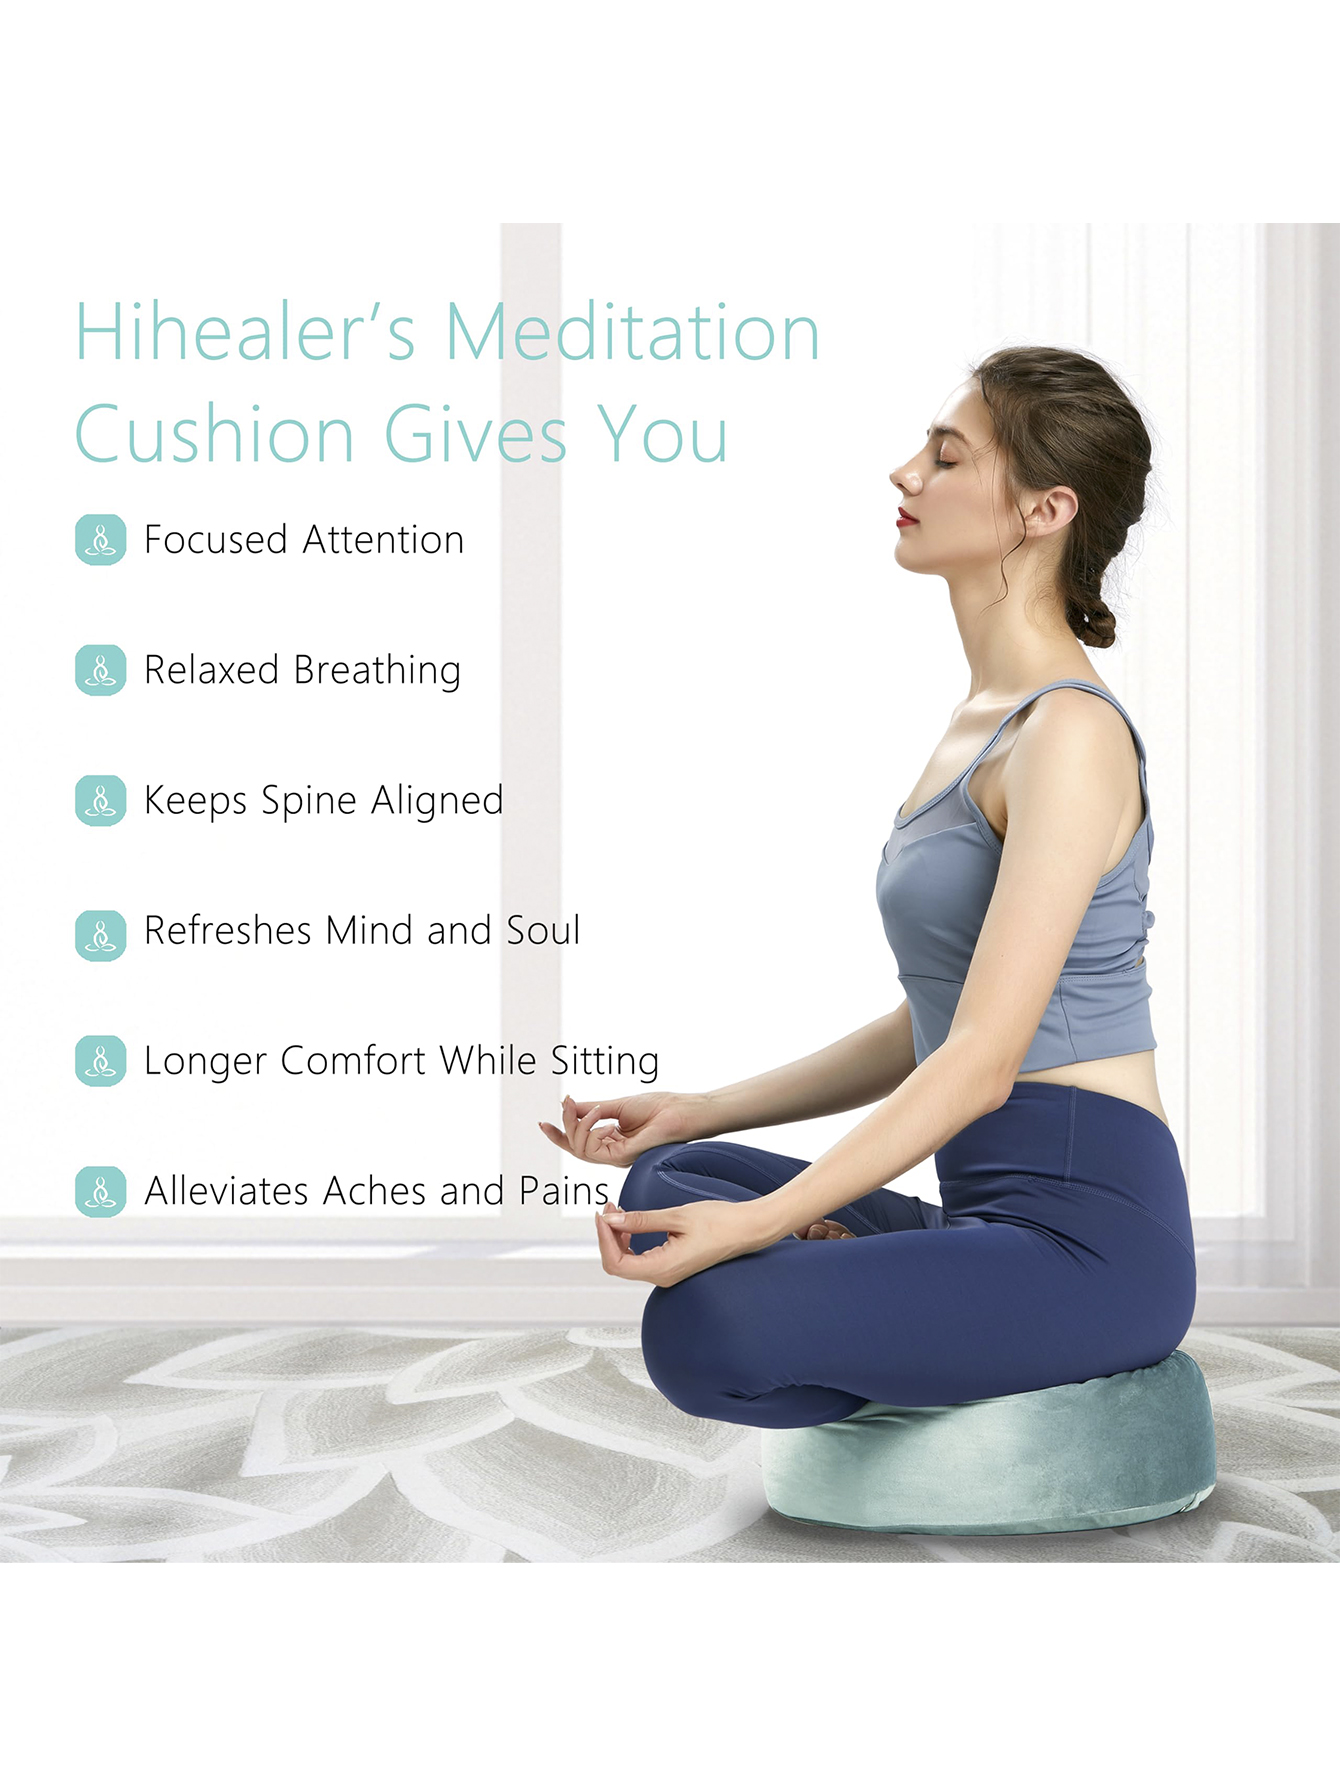 Hihealer’s Meditation
Cushion Gives You
Focused Attention
Relaxed Breathing
Keeps Spine Aligned
Refreshes Mind and Soul
Longer Comfort While Sitting
Alleviates Aches and Pains